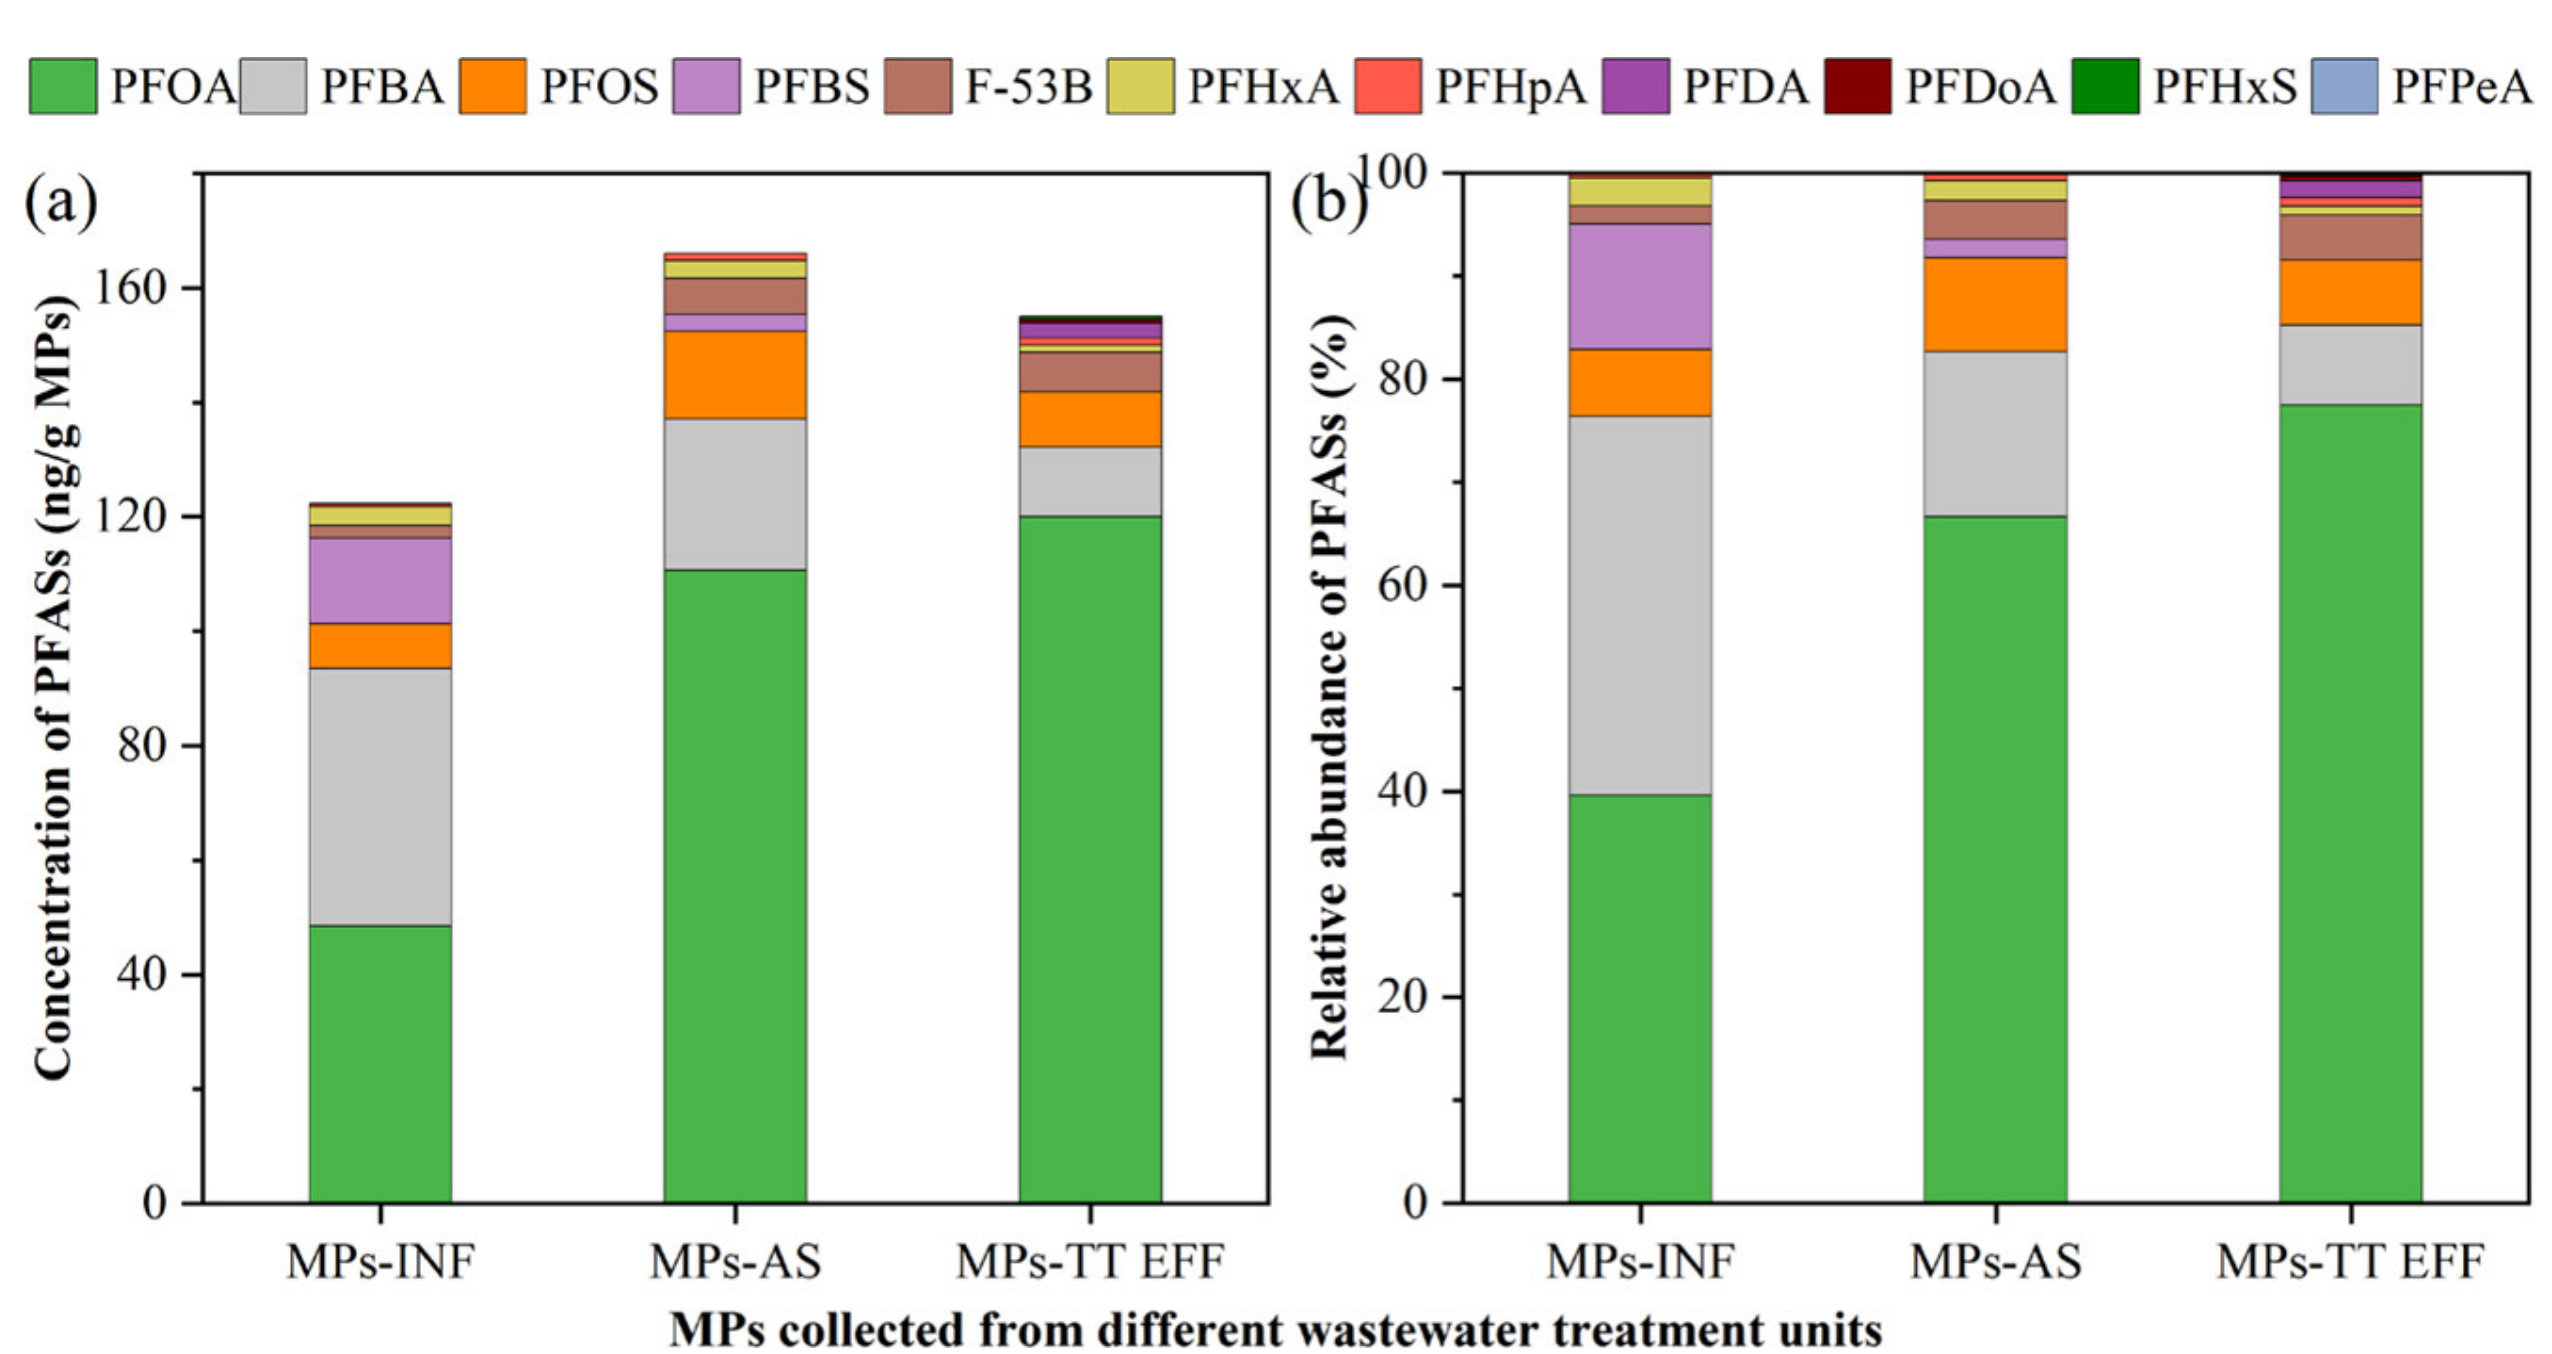 PFOA PFBA PFOS PFBS F-53B PFHxA PFHpA PFDA PFDoA PFHxS PFPeA
(a)
Concentration of PFASs (ng/g MPs)
160
120
80
40
0
MPs-INF MPs-AS MPs-TT EFF
(b)
Relative abundance of PFASs (%)
100
80
60
40
20
0
MPs-INF MPs-AS MPs-TT EFF
MPs collected from different wastewater treatment units